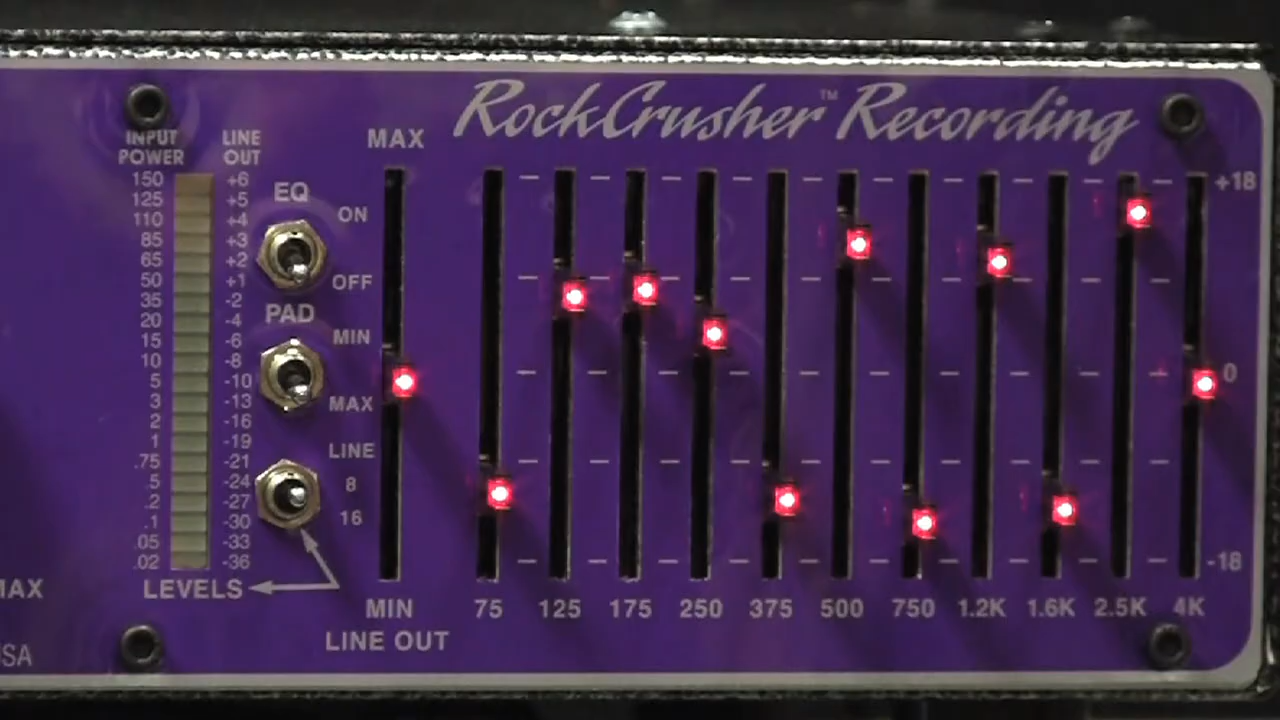 RockCrusher™ Recording
INPUT POWER
LINE OUT
150 +6
125 +5
110 +4
85 +3
65 +2
50 +1
35 -2
20 -4
15 -6
10 -8
5 -10
3 -13
2 -16
1 -19
.75 -21
.5 -24
.2 -27
.1 -30
.05 -33
.02 -36
LEVELS
EQ
ON
OFF
PAD
MIN
MAX
LINE
8
16
MAX
MIN
LINE OUT
+18
0
-18
75 125 175 250 375 500 750 1.2K 1.6K 2.5K 4K
MAX
USA